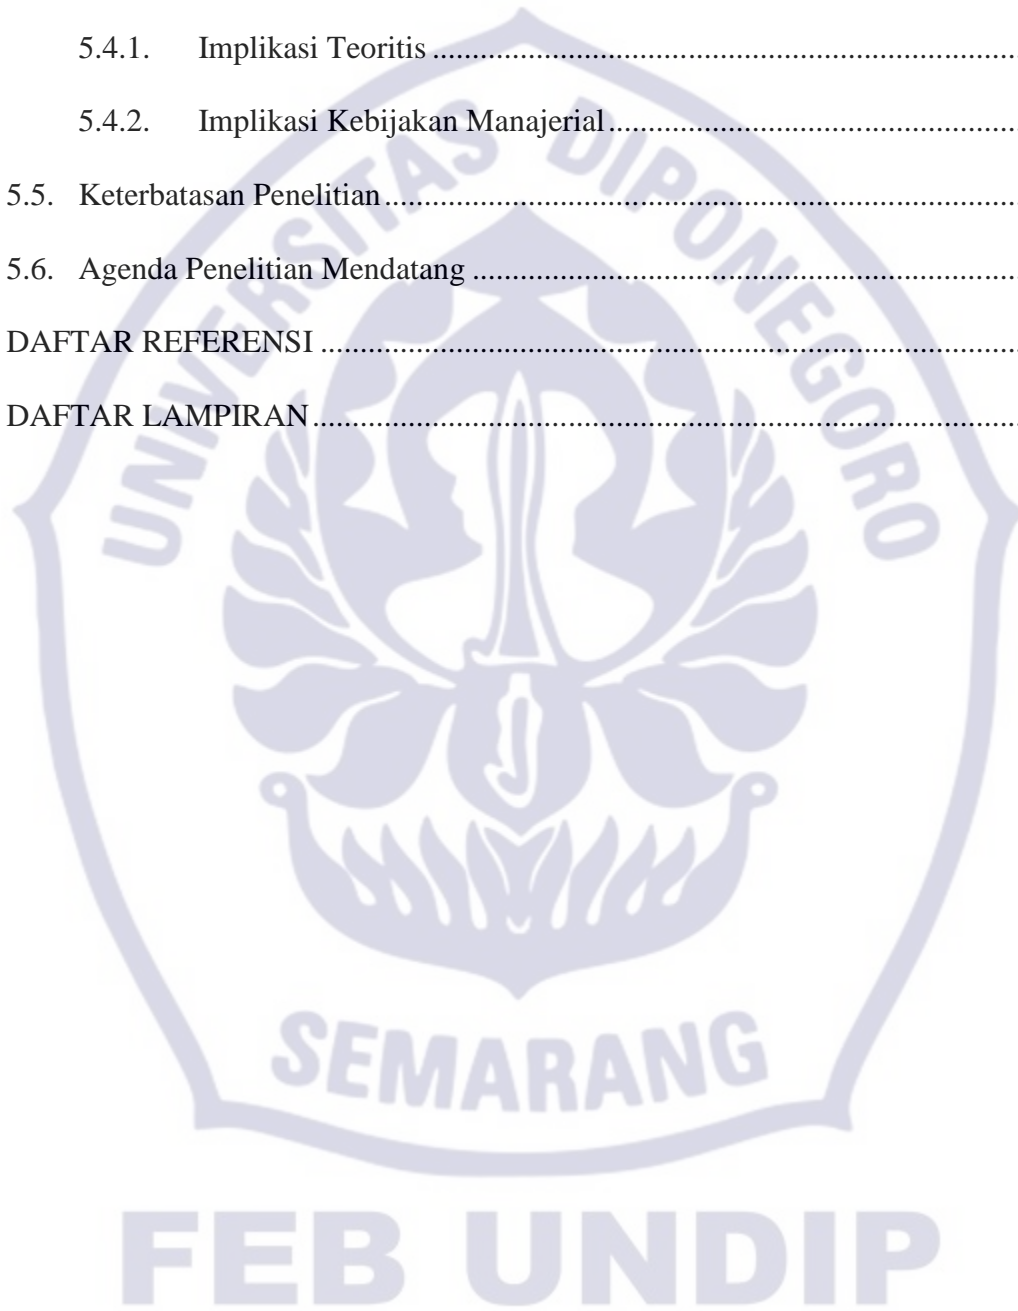 5.4.1. Implikasi Teoritis ........................................................................................
5.4.2. Implikasi Kebijakan Manajerial ........................................................................................
5.5. Keterbatasan Penelitian ........................................................................................
5.6. Agenda Penelitian Mendatang ........................................................................................
DAFTAR REFERENSI ........................................................................................
DAFTAR LAMPIRAN ........................................................................................
UNIVERSITAS DIPONEGORO
SEMARANG
FEB UNDIP